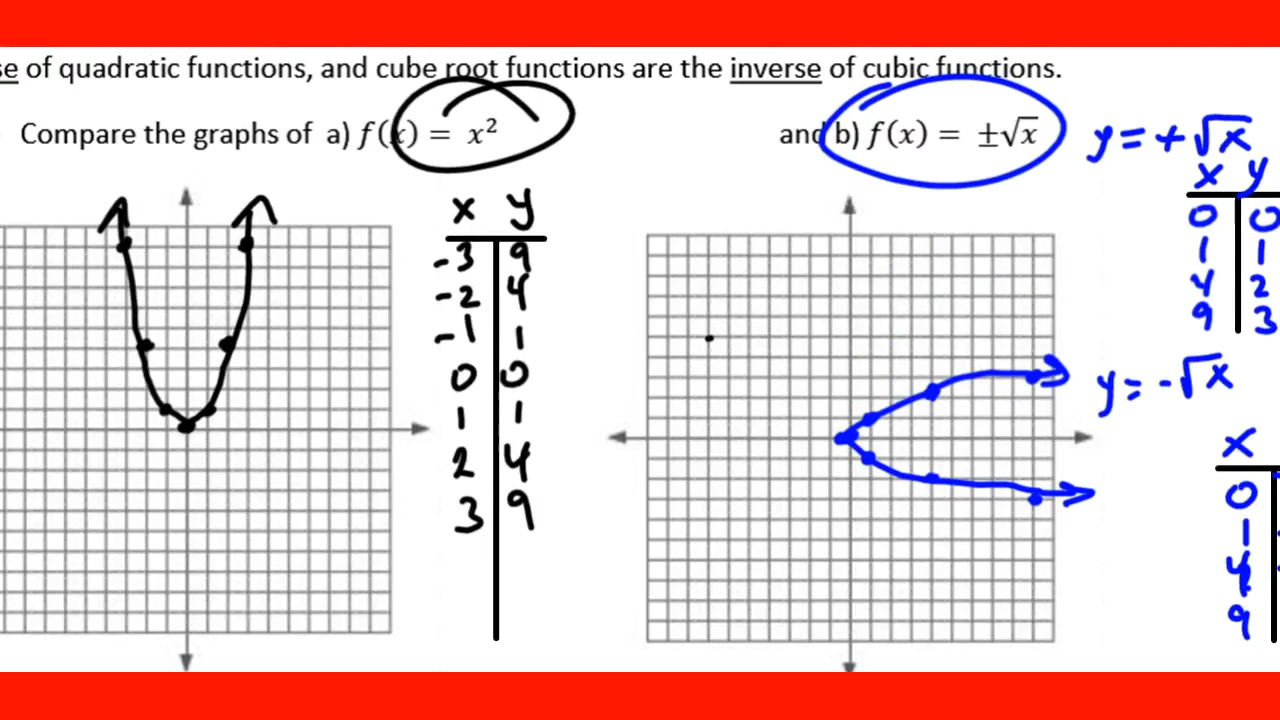 se of quadratic functions, and cube root functions are the inverse of cubic functions.
Compare the graphs of a) f(x) = x²
and b) f(x) = ±√x
x y
-3 9
-2 4
-1 1
0 0
1 1
2 4
3 9
y = +√x
x y
0 0
1 1
4 2
9 3
y = -√x
x
0
1
4
9